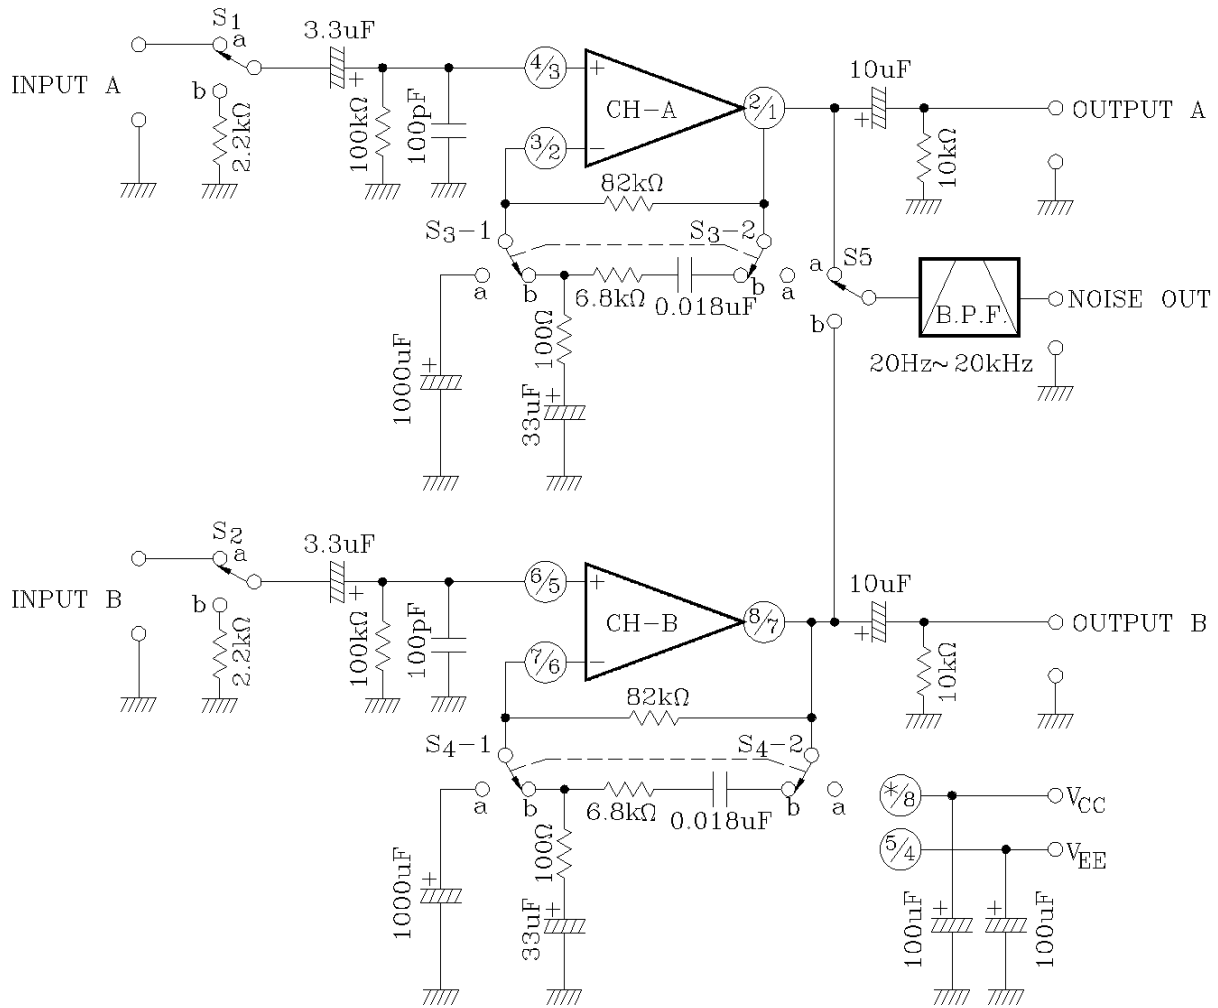 S1
a
b
INPUT A
2.2kΩ
3.3uF
+
100kΩ
100pF
4/3
3/2
+
−
CH-A
2/1
82kΩ
10uF
+
10kΩ
OUTPUT A
S3-1
S3-2
a
b
6.8kΩ
0.018uF
b
a
100Ω
1000uF
+
33uF
+
a
S5
b
B.P.F.
20Hz~20kHz
NOISE OUT
S2
a
b
INPUT B
2.2kΩ
3.3uF
+
100kΩ
100pF
6/5
7/6
+
−
CH-B
8/7
82kΩ
10uF
+
10kΩ
OUTPUT B
S4-1
S4-2
a
b
6.8kΩ
0.018uF
b
a
100Ω
1000uF
+
33uF
+
*/8
VCC
5/4
VEE
100uF
+
100uF
+